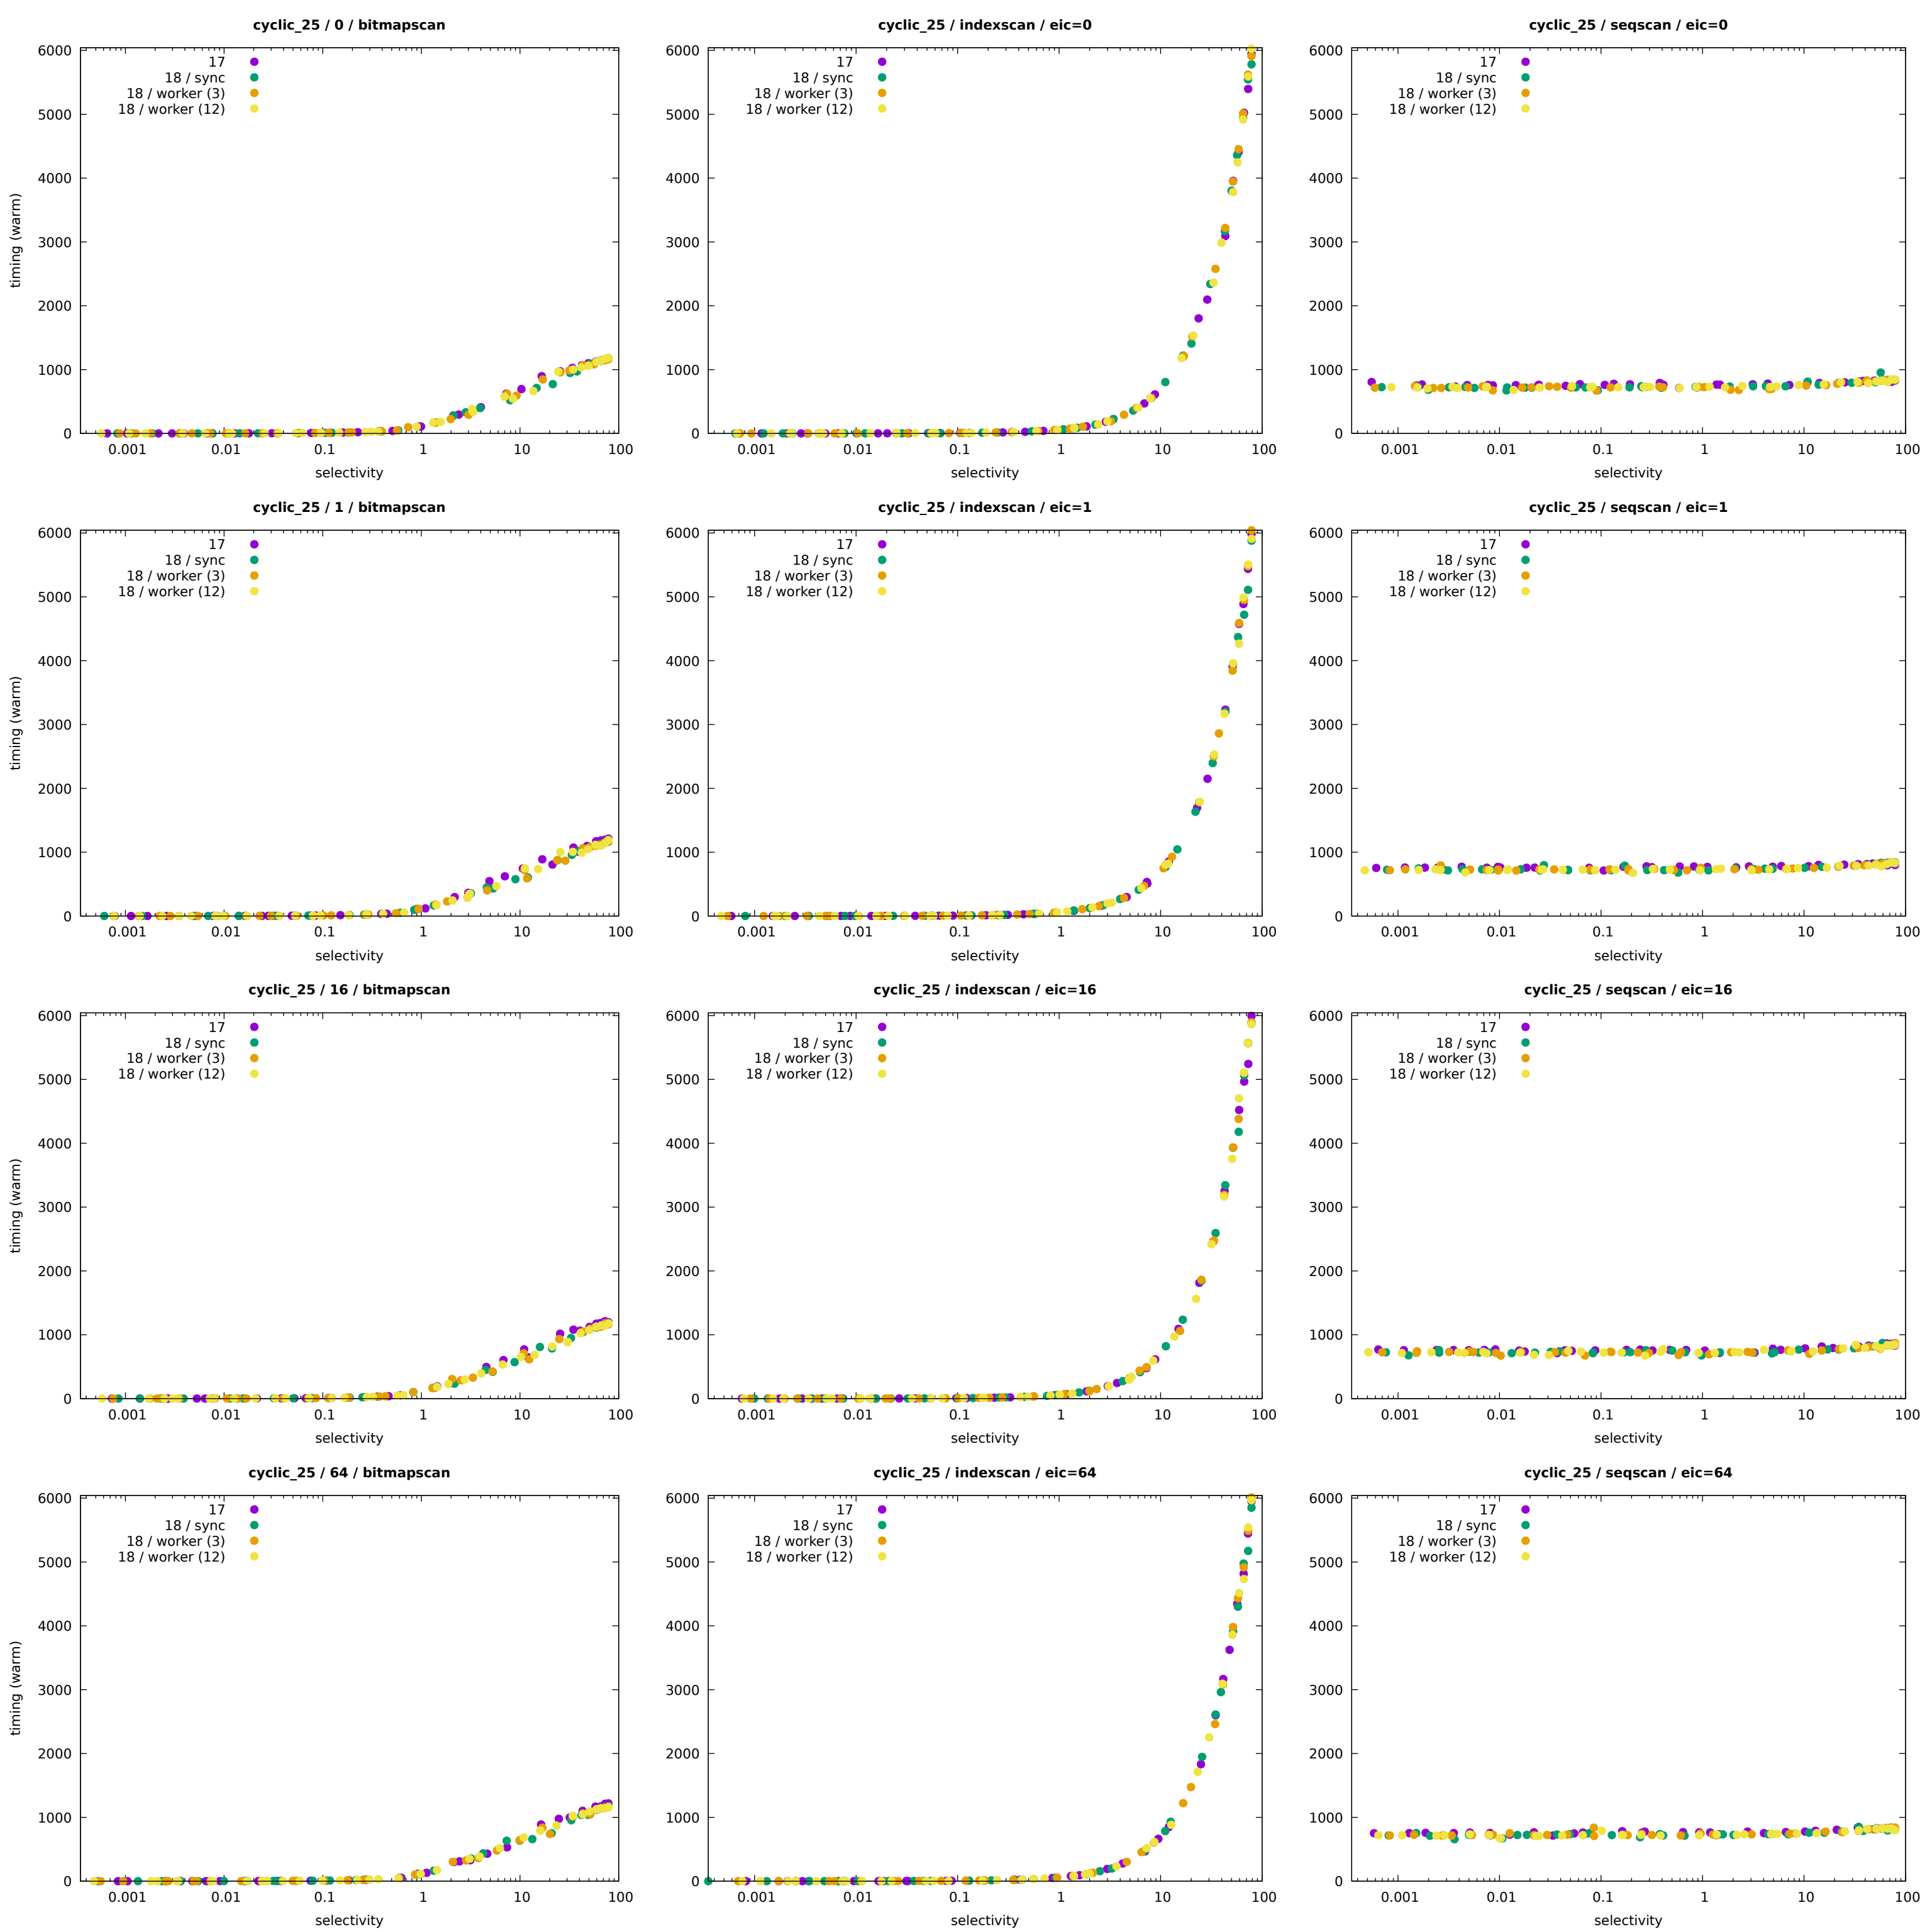 cyclic_25 / 0 / bitmapscan
6000
5000
4000
3000
2000
1000
0
timing (warm)
17
18 / sync
18 / worker (3)
18 / worker (12)
0.001 0.01 0.1 1 10 100
selectivity
cyclic_25 / indexscan / eic=0
6000
5000
4000
3000
2000
1000
0
17
18 / sync
18 / worker (3)
18 / worker (12)
0.001 0.01 0.1 1 10 100
selectivity
cyclic_25 / seqscan / eic=0
6000
5000
4000
3000
2000
1000
0
17
18 / sync
18 / worker (3)
18 / worker (12)
0.001 0.01 0.1 1 10 100
selectivity
cyclic_25 / 1 / bitmapscan
6000
5000
4000
3000
2000
1000
0
timing (warm)
17
18 / sync
18 / worker (3)
18 / worker (12)
0.001 0.01 0.1 1 10 100
selectivity
cyclic_25 / indexscan / eic=1
6000
5000
4000
3000
2000
1000
0
17
18 / sync
18 / worker (3)
18 / worker (12)
0.001 0.01 0.1 1 10 100
selectivity
cyclic_25 / seqscan / eic=1
6000
5000
4000
3000
2000
1000
0
17
18 / sync
18 / worker (3)
18 / worker (12)
0.001 0.01 0.1 1 10 100
selectivity
cyclic_25 / 16 / bitmapscan
6000
5000
4000
3000
2000
1000
0
timing (warm)
17
18 / sync
18 / worker (3)
18 / worker (12)
0.001 0.01 0.1 1 10 100
selectivity
cyclic_25 / indexscan / eic=16
6000
5000
4000
3000
2000
1000
0
17
18 / sync
18 / worker (3)
18 / worker (12)
0.001 0.01 0.1 1 10 100
selectivity
cyclic_25 / seqscan / eic=16
6000
5000
4000
3000
2000
1000
0
17
18 / sync
18 / worker (3)
18 / worker (12)
0.001 0.01 0.1 1 10 100
selectivity
cyclic_25 / 64 / bitmapscan
6000
5000
4000
3000
2000
1000
0
timing (warm)
17
18 / sync
18 / worker (3)
18 / worker (12)
0.001 0.01 0.1 1 10 100
selectivity
cyclic_25 / indexscan / eic=64
6000
5000
4000
3000
2000
1000
0
17
18 / sync
18 / worker (3)
18 / worker (12)
0.001 0.01 0.1 1 10 100
selectivity
cyclic_25 / seqscan / eic=64
6000
5000
4000
3000
2000
1000
0
17
18 / sync
18 / worker (3)
18 / worker (12)
0.001 0.01 0.1 1 10 100
selectivity